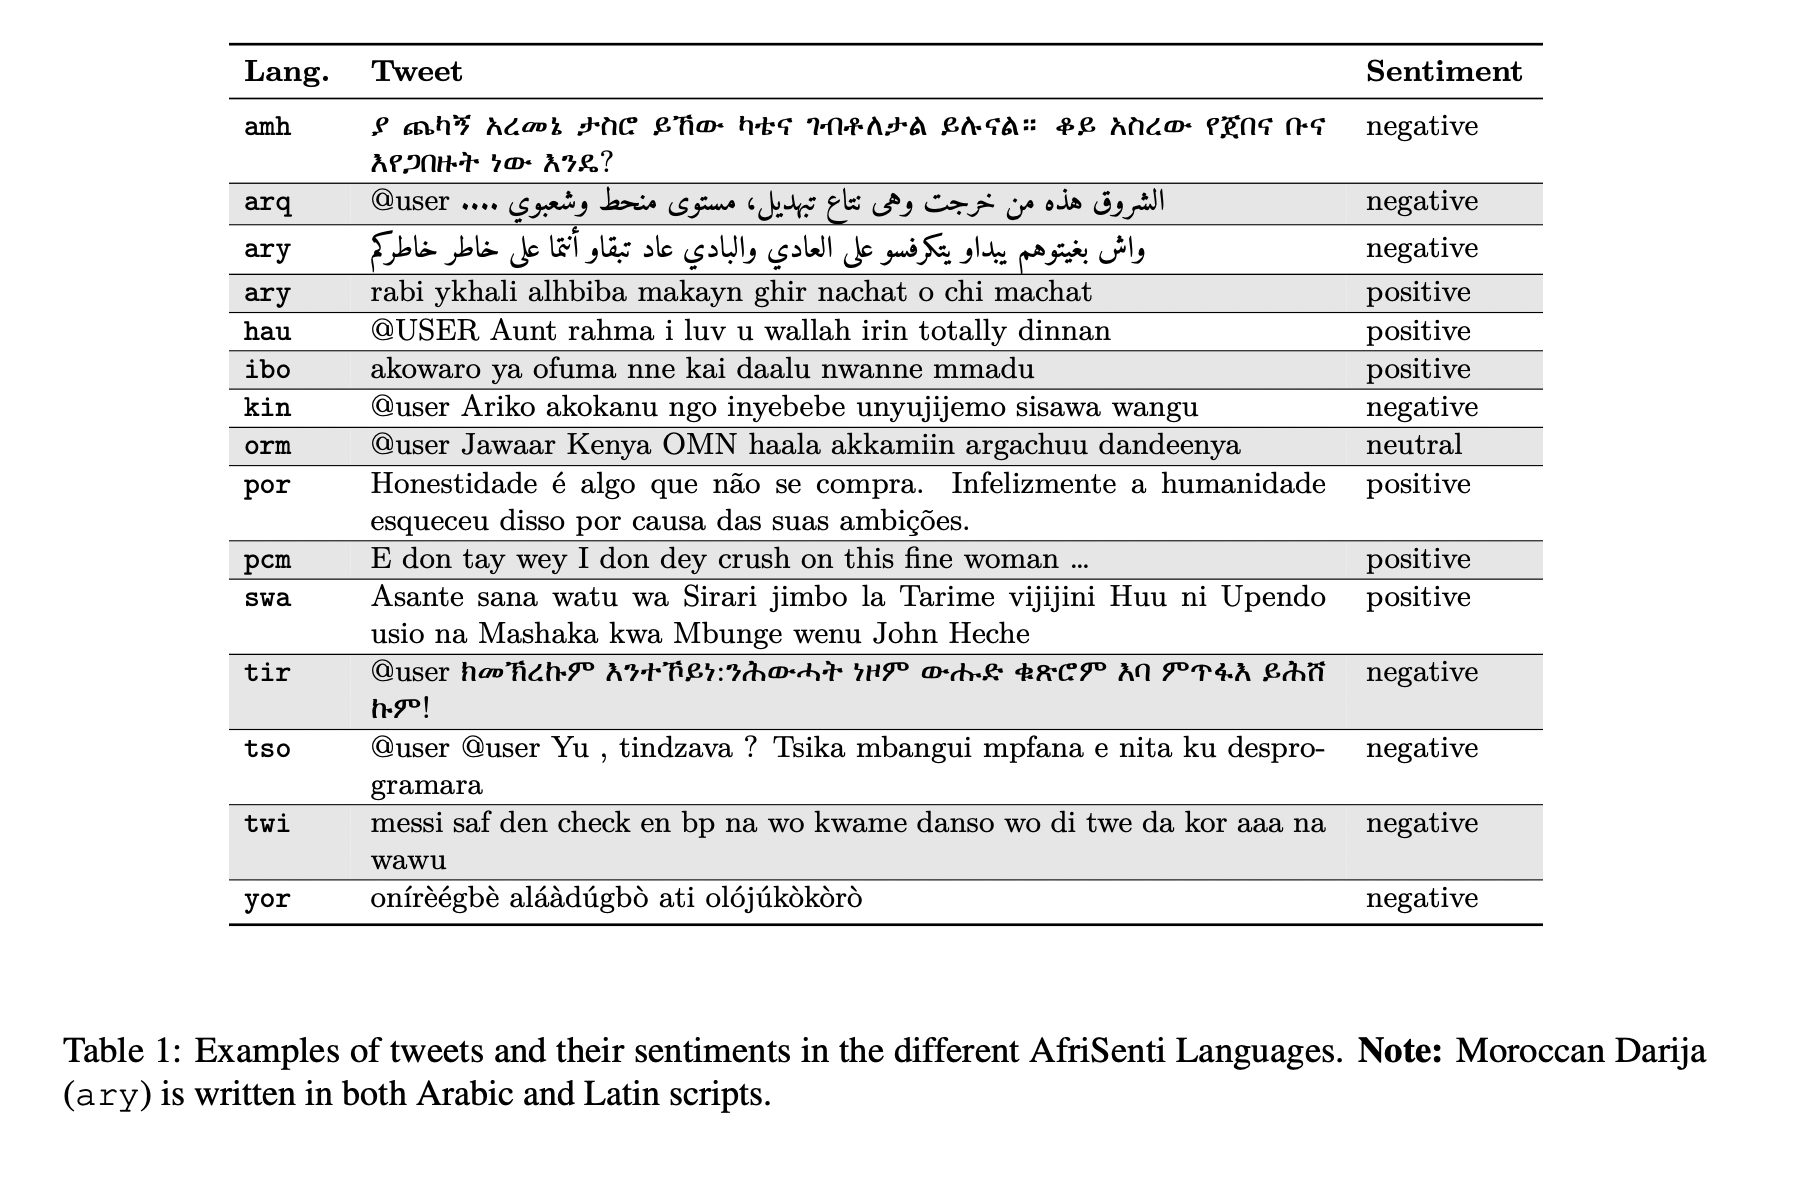 Lang. Tweet Sentiment
amh ያ ጨካኝ አረመኔ ታስሮ ይኸው ካቴና ገብቶለታል ይሉናል። ቆይ አስረው የጀበና ቡና negative
እየጋበዙት ነው እንዴ?
arq @user الشروق هذه من خرجت وهى نتاع تبهديل، مستوى منحط وشعبوي .... negative
ary واش بغيتوهم يبداو يتكرفسو على العادي والبادي عاد تبقاو أنتما على خاطر خاطركم negative
ary rabi ykhali alhbiba makayn ghir nachat o chi machat positive
hau @USER Aunt rahma i luv u wallah irin totally dinnan positive
ibo akowaro ya ofuma nne kai daalu nwanne mmadu positive
kin @user Ariko akokanu ngo inyebebe unyujijemo sisawa wangu negative
orm @user Jawaar Kenya OMN haala akkamiin argachuu dandeenya neutral
por Honestidade é algo que não se compra. Infelizmente a humanidade positive
esqueceu disso por causa das suas ambições.
pcm E don tay wey I don dey crush on this fine woman ... positive
swa Asante sana watu wa Sirari jimbo la Tarime vijijini Huu ni Upendo positive
usio na Mashaka kwa Mbunge wenu John Heche
tir @user ከመኽረኩም እንተኾይነ:ንሕውሓት ነዞም ውሑድ ቁጽሮም እባ ምጥፋእ ይሕሽ negative
ኩም!
tso @user @user Yu , tindzava ? Tsika mbangui mpfana e nita ku despro- negative
gramara
twi messi saf den check en bp na wo kwame danso wo di twe da kor aaa na negative
wawu
yor onírèégbè aláàdúgbò ati olójúkòkòrò negative
Table 1: Examples of tweets and their sentiments in the different AfriSenti Languages. Note: Moroccan Darija
(ary) is written in both Arabic and Latin scripts.